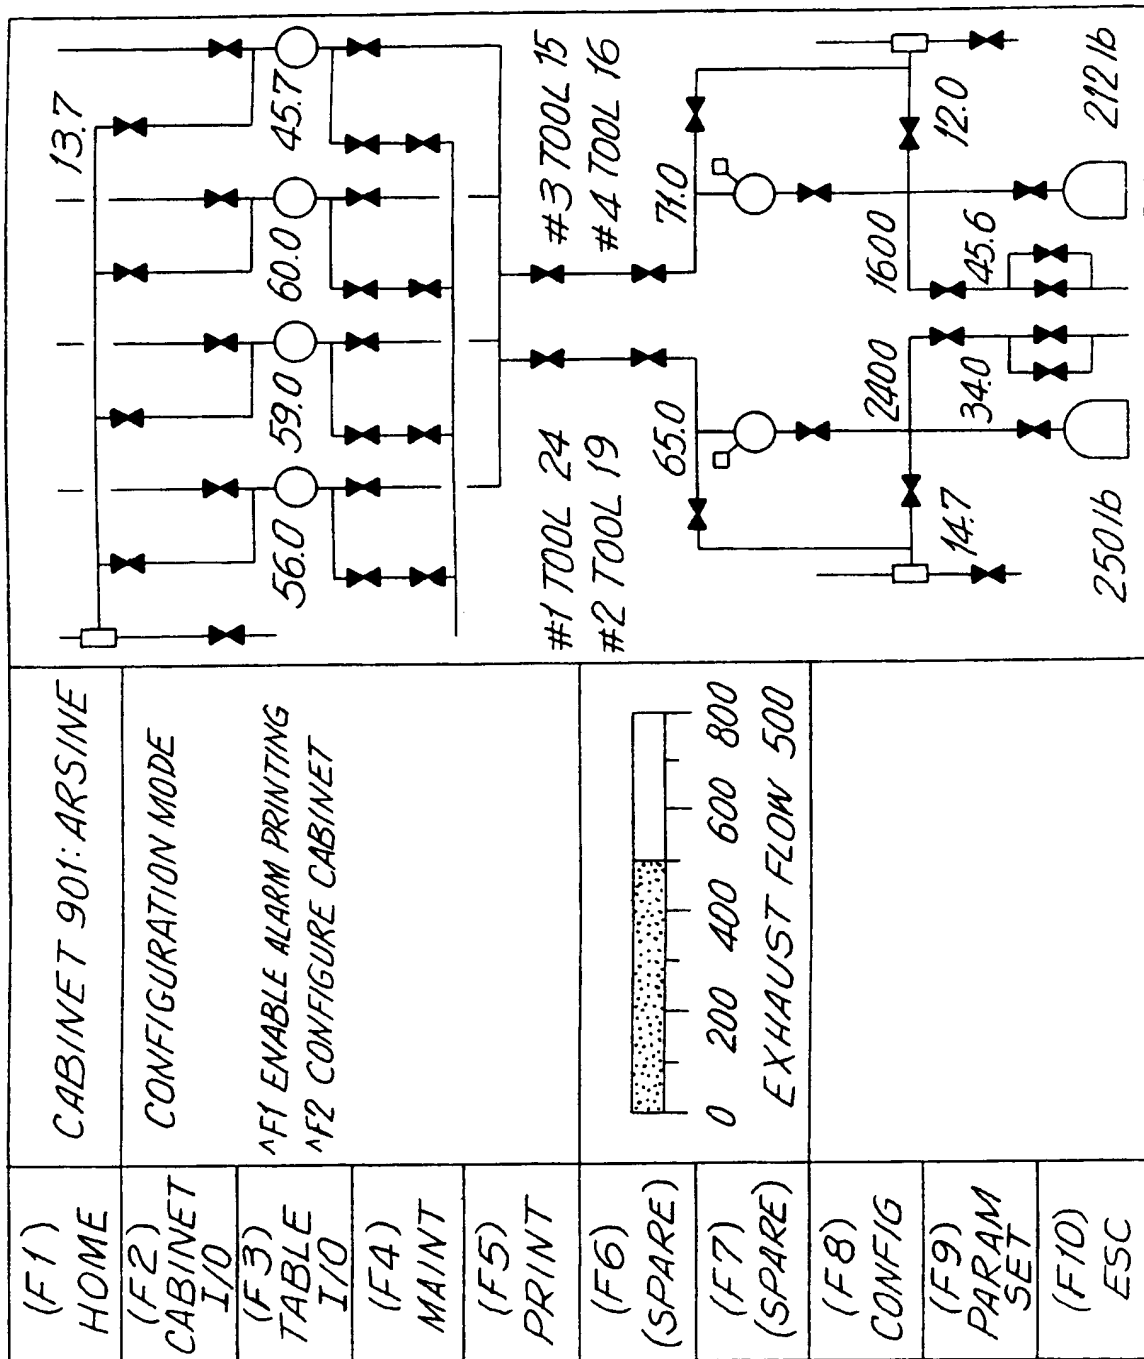 (F1)
HOME
(F2)
CABINET
I/O
(F3)
TABLE
I/O
(F4)
MAINT
(F5)
PRINT
(F6)
(SPARE)
(F7)
(SPARE)
(F8)
CONFIG
(F9)
PARAM
SET
(F10)
ESC
CABINET 901: ARSINE
CONFIGURATION MODE
^F1 ENABLE ALARM PRINTING
^F2 CONFIGURE CABINET
0 200 400 600 800
EXHAUST FLOW 500
13.7
56.0 59.0 60.0 45.7
#1 TOOL 24 #3 TOOL 15
#2 TOOL 19 #4 TOOL 16
65.0 71.0
2400 1600
14.7 34.0 45.6 12.0
250 lb 212 lb